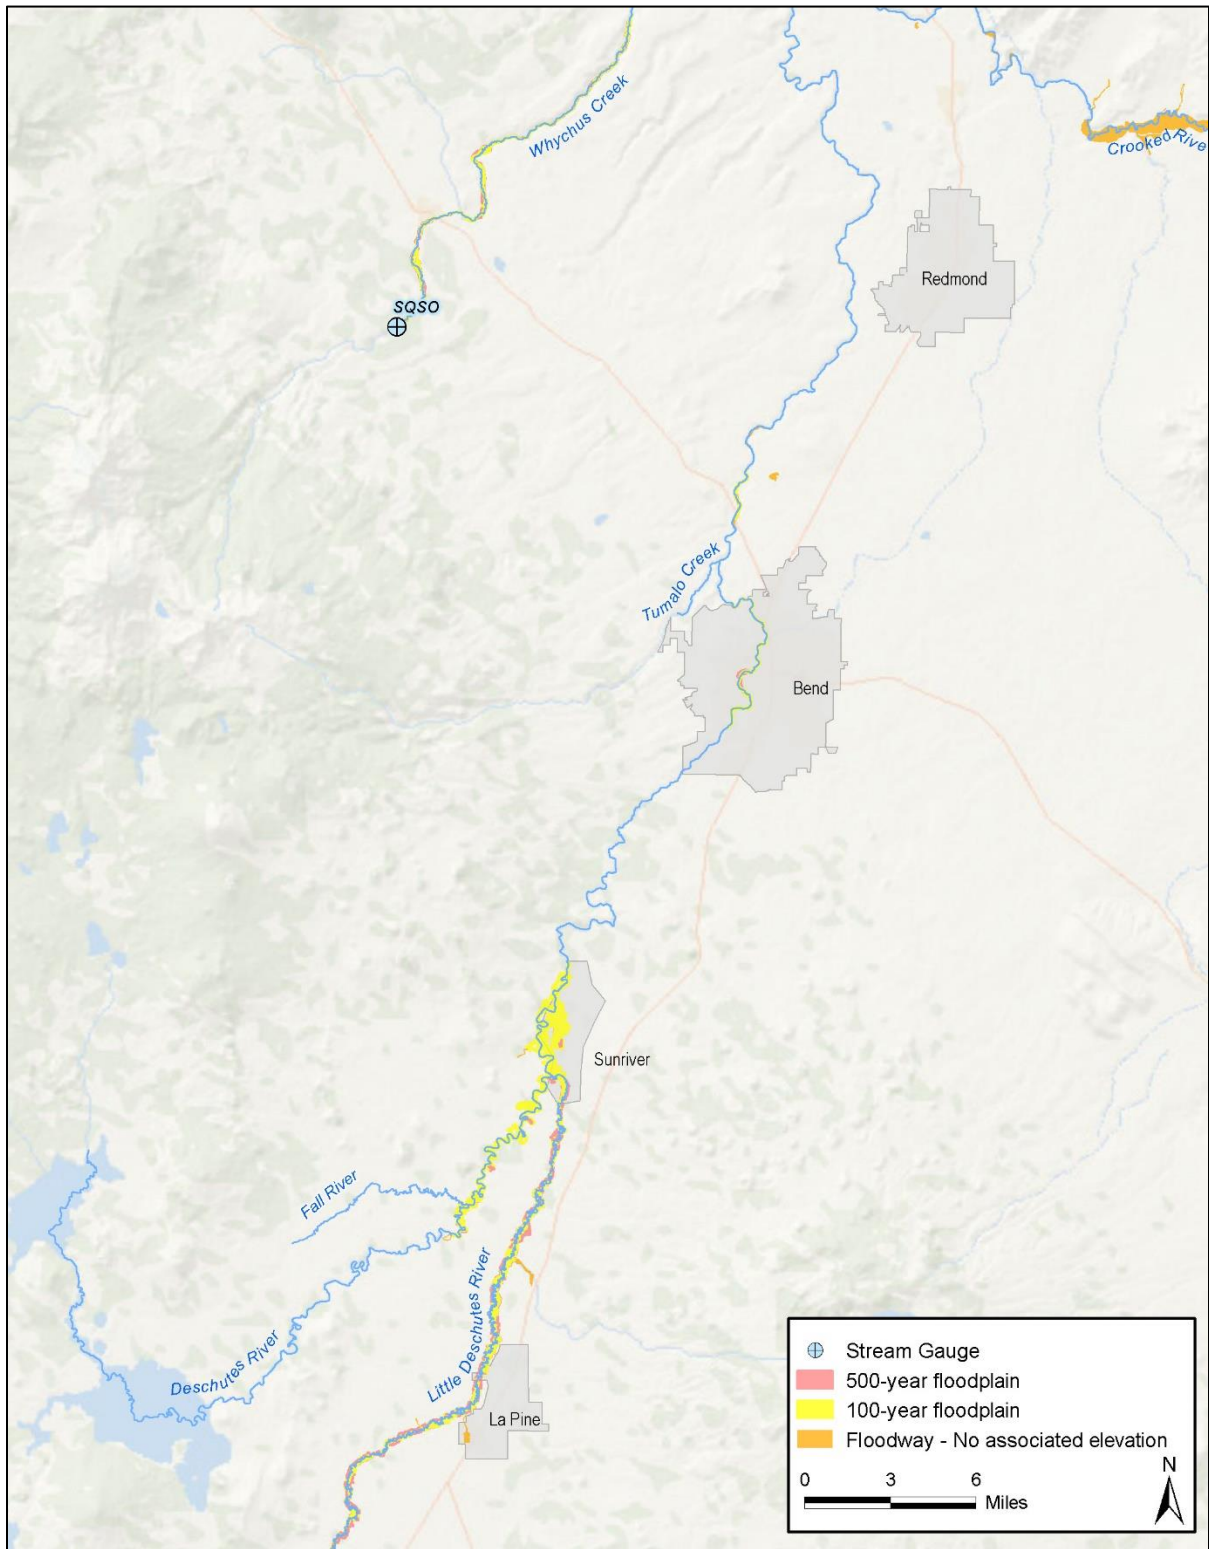 Whychus Creek
Crooked Rive
Redmond
SQSO
Tumalo Creek
Bend
Sunriver
Fall River
Little Deschutes River
Deschutes River
La Pine
Stream Gauge
500-year floodplain
100-year floodplain
Floodway - No associated elevation
N
0 3 6
Miles